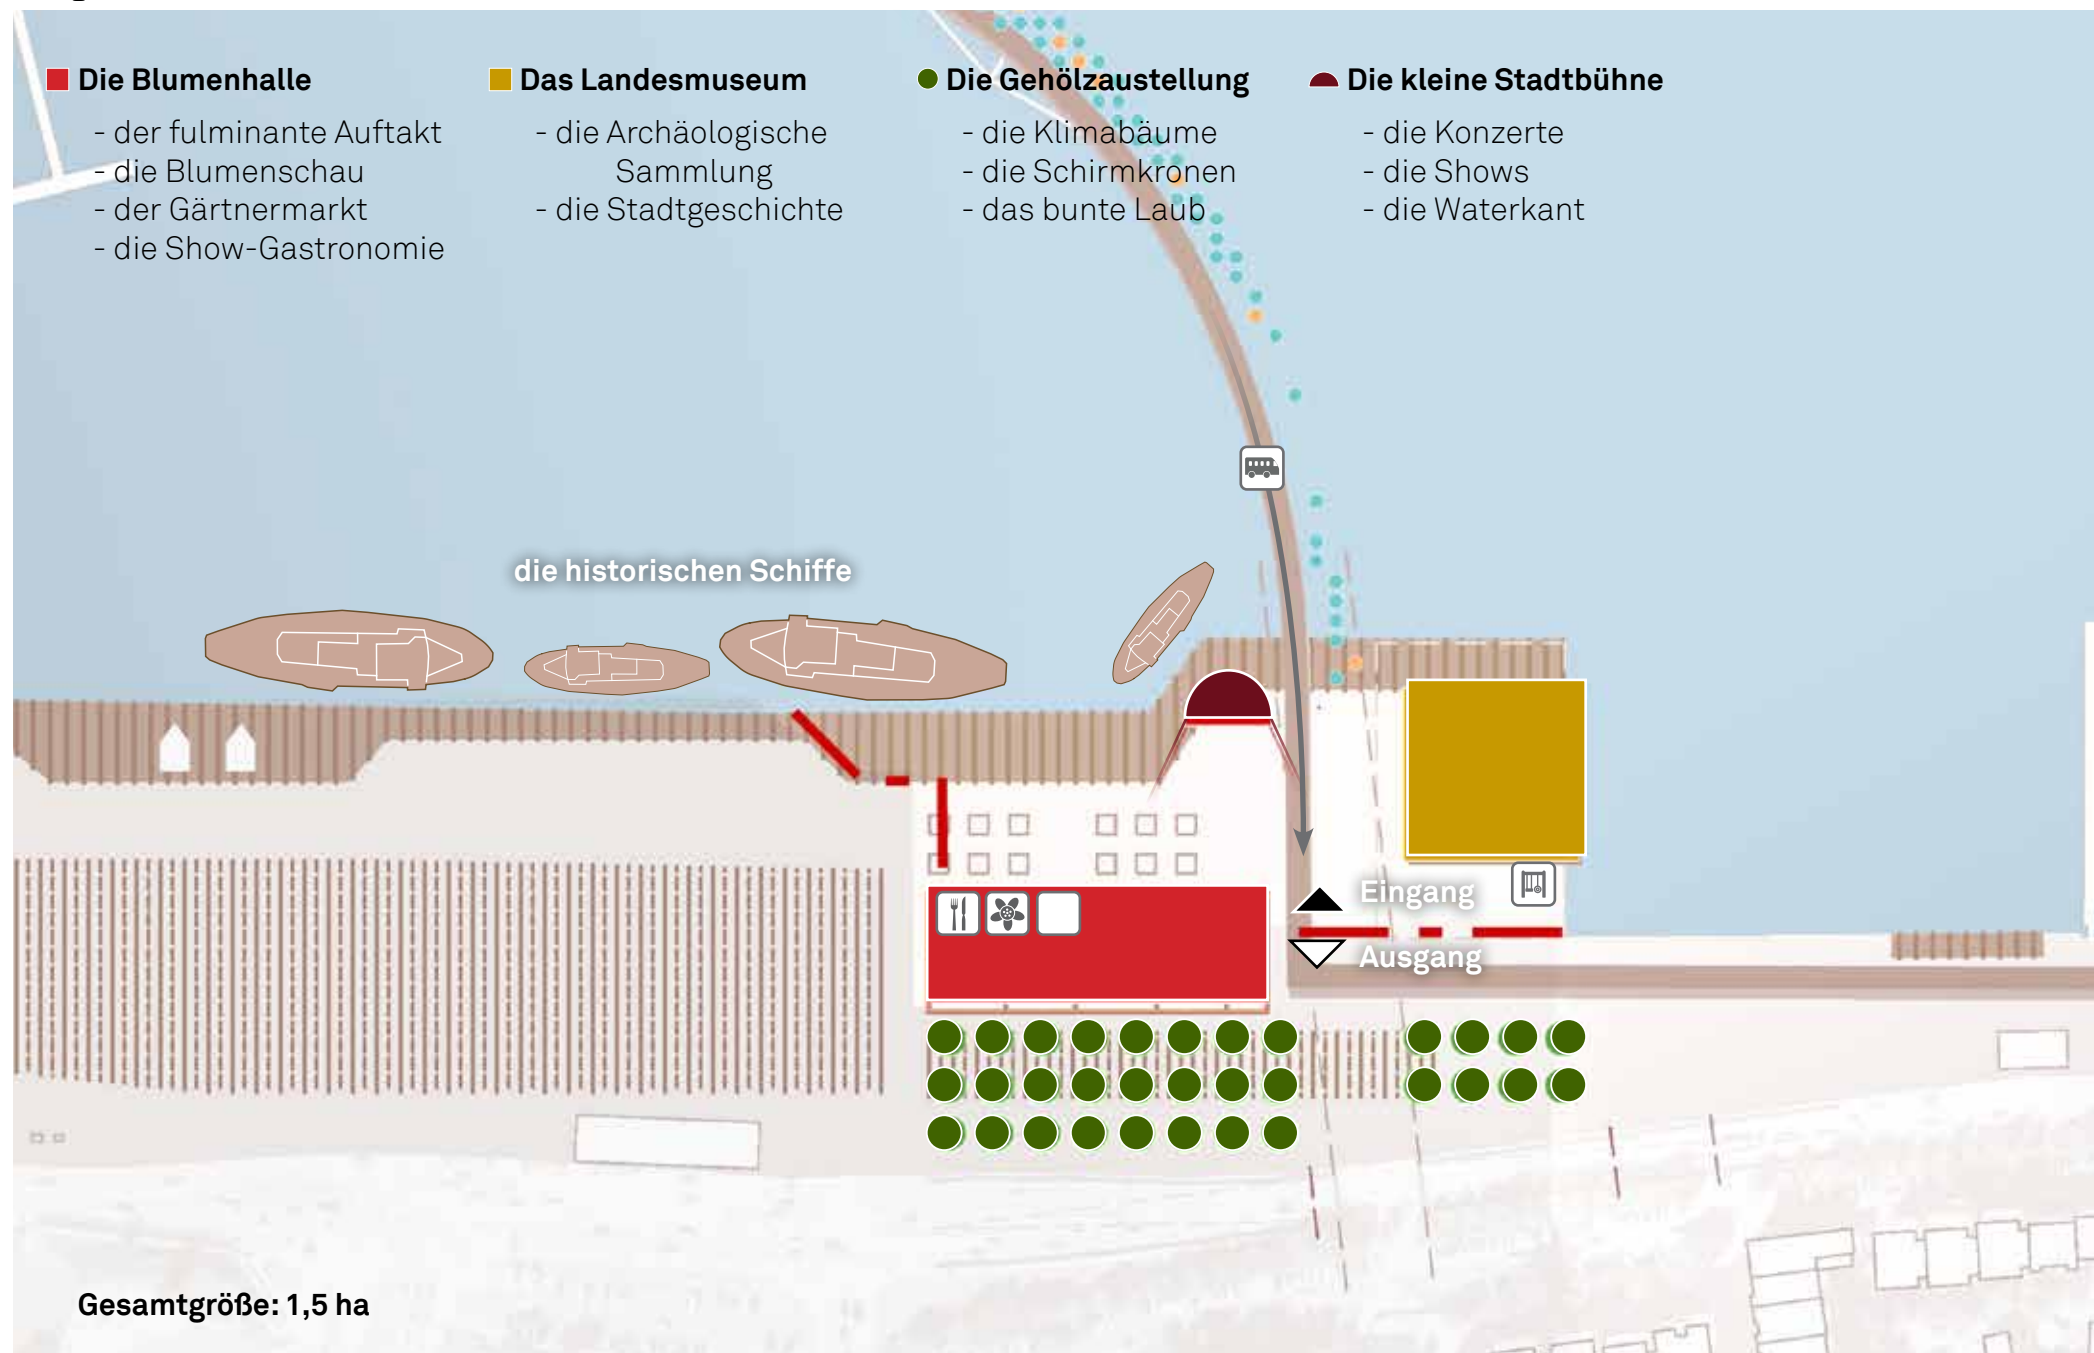 Die Blumenhalle
- der fulminante Auftakt
- die Blumenschau
- der Gärtnermarkt
- die Show-Gastronomie
Das Landesmuseum
- die Archäologische
Sammlung
- die Stadtgeschichte
Die Gehölzaustellung
- die Klimabäume
- die Schirmkronen
- das bunte Laub
Die kleine Stadtbühne
- die Konzerte
- die Shows
- die Waterkant
die historischen Schiffe
Eingang
Ausgang
Gesamtgröße: 1,5 ha